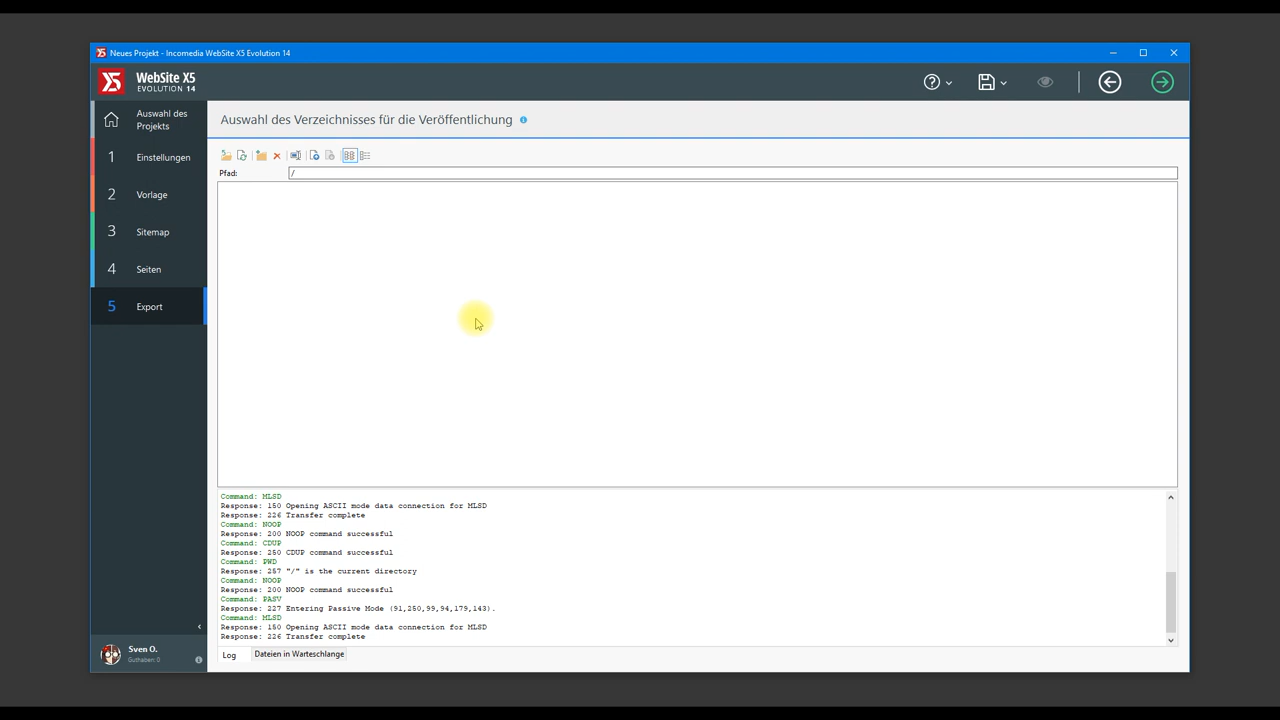 Neues Projekt - Incomedia WebSite X5 Evolution 14
WebSite X5
EVOLUTION 14
Auswahl des
Projekts
1 Einstellungen
2 Vorlage
3 Sitemap
4 Seiten
5 Export
Sven O.
Guthaben: 0
Auswahl des Verzeichnisses für die Veröffentlichung
Pfad: /
Command: MLSD
Response: 150 Opening ASCII mode data connection for MLSD
Response: 226 Transfer complete
Command: NOOP
Response: 200 NOOP command successful
Command: CDUP
Response: 250 CDUP command successful
Command: PWD
Response: 257 "/" is the current directory
Command: NOOP
Response: 200 NOOP command successful
Command: PASV
Response: 227 Entering Passive Mode (91,250,99,94,179,143).
Command: MLSD
Response: 150 Opening ASCII mode data connection for MLSD
Response: 226 Transfer complete
Log Dateien in Warteschlange